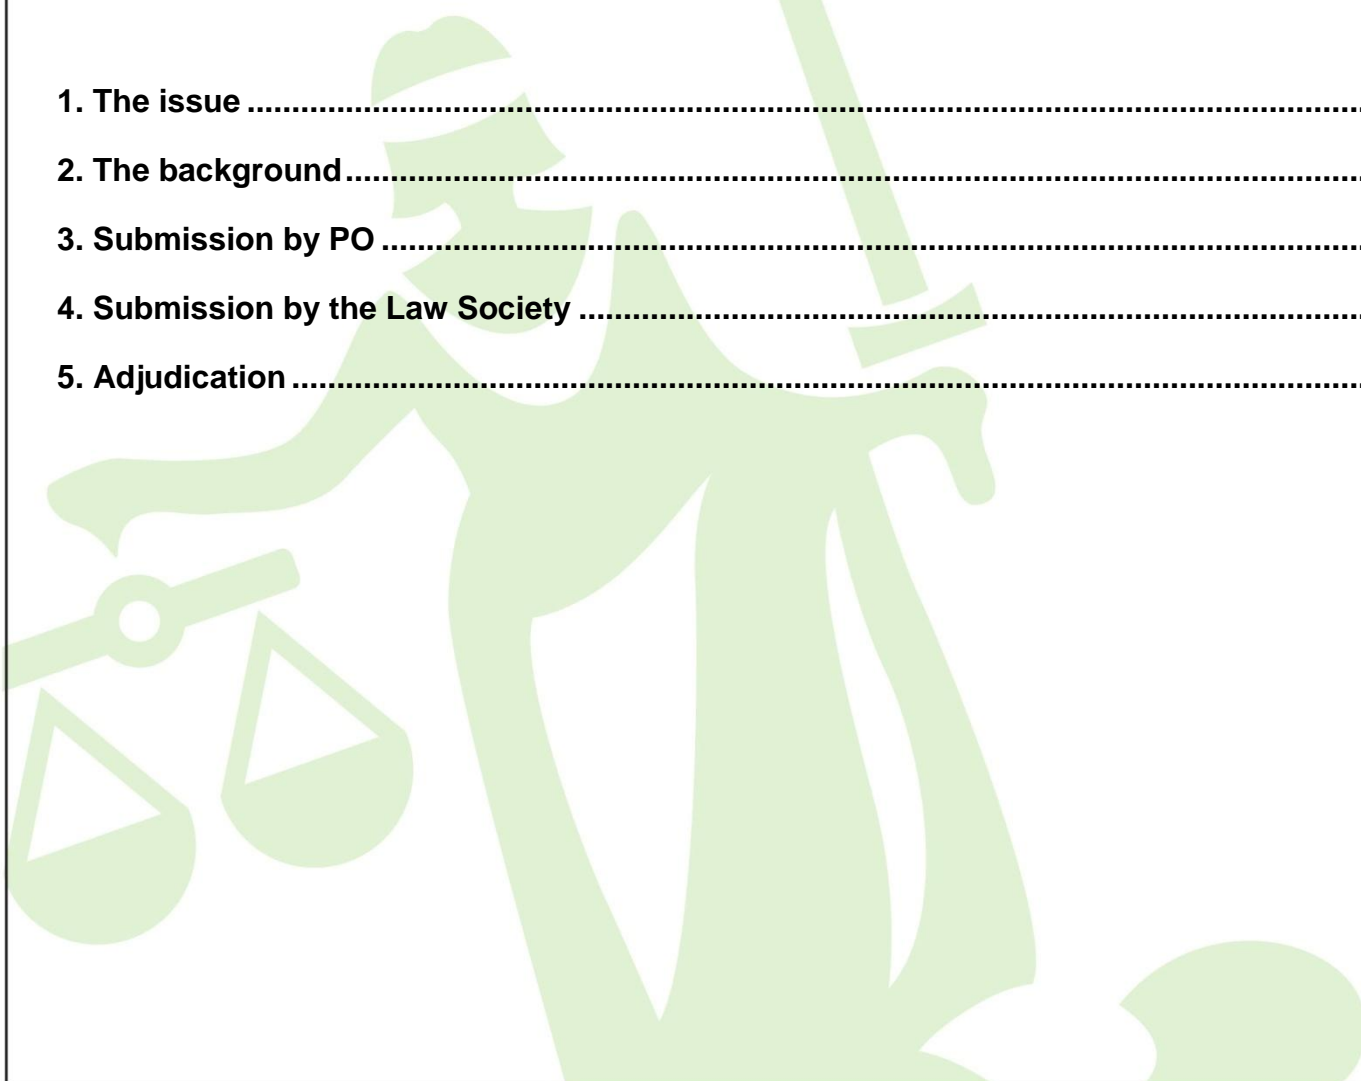 1. The issue ........................................................................................................................
2. The background .............................................................................................................
3. Submission by PO .........................................................................................................
4. Submission by the Law Society ....................................................................................
5. Adjudication ...................................................................................................................